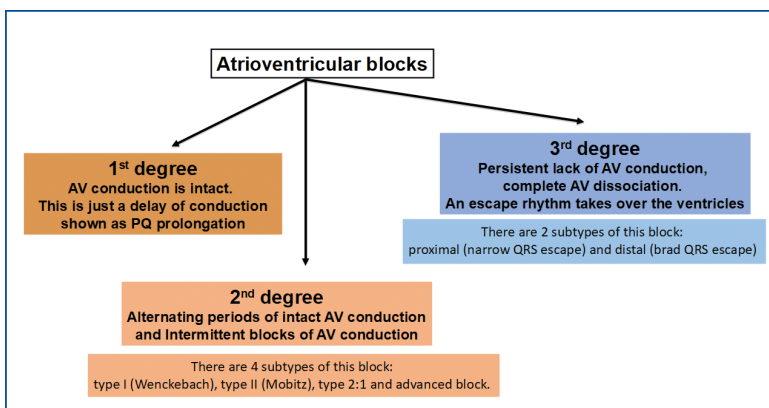 Atrioventricular blocks
1st degree
AV conduction is intact.
This is just a delay of conduction
shown as PQ prolongation
3rd degree
Persistent lack of AV conduction,
complete AV dissociation.
An escape rhythm takes over the ventricles
There are 2 subtypes of this block:
proximal (narrow QRS escape) and distal (brad QRS escape)
2nd degree
Alternating periods of intact AV conduction
and Intermittent blocks of AV conduction
There are 4 subtypes of this block:
type I (Wenckebach), type II (Mobitz), type 2:1 and advanced block.